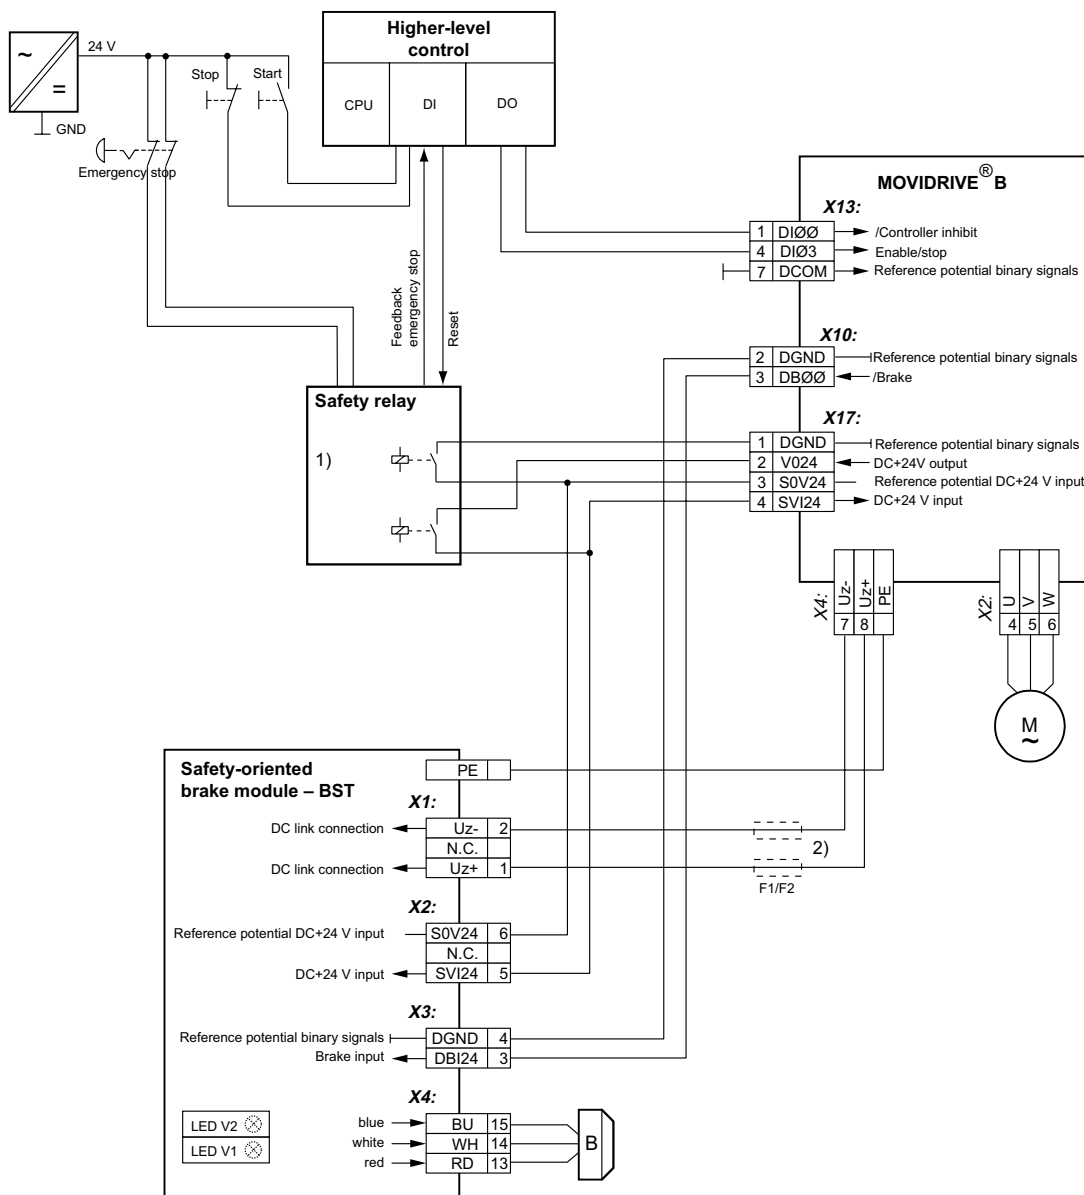 Higher-level
control
CPU
DI
DO
~
=
24 V
GND
Stop
Start
Emergency stop
Feedback
emergency stop
Reset
MOVIDRIVE® B
X13:
1 DIØØ /Controller inhibit
4 DIØ3 Enable/stop
7 DCOM Reference potential binary signals
X10:
2 DGND Reference potential binary signals
3 DBØØ /Brake
X17:
1 DGND Reference potential binary signals
2 V024 DC+24V output
3 S0V24 Reference potential DC+24 V input
4 SVI24 DC+24 V input
Safety relay
1)
X4:
Uz- Uz+ PE
7 8
X2:
U V W
4 5 6
M
~
Safety-oriented
brake module – BST
PE
X1:
DC link connection Uz- 2
N.C.
DC link connection Uz+ 1
2)
F1/F2
X2:
Reference potential DC+24 V input S0V24 6
N.C.
DC+24 V input SVI24 5
X3:
Reference potential binary signals DGND 4
Brake input DBI24 3
X4:
blue BU 15
white WH 14
red RD 13
B
LED V2
LED V1